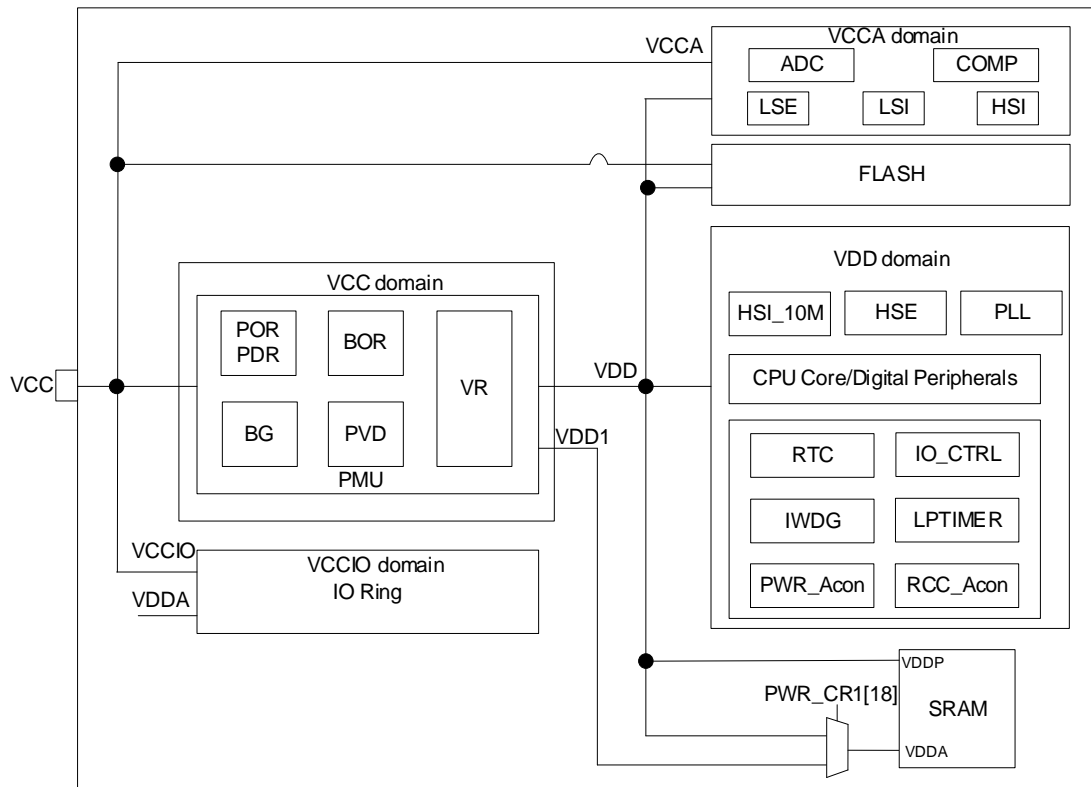 VCCA
VCCA domain
ADC
COMP
LSE
LSI
HSI
FLASH
VCC domain
POR
PDR
BOR
VR
BG
PVD
PMU
VCC
VDD
VDD1
VDD domain
HSI_10M
HSE
PLL
CPU Core/Digital Peripherals
RTC
IO_CTRL
IWDG
LPTIMER
PWR_Acon
RCC_Acon
VCCIO
VDDA
VCCIO domain
IO Ring
PWR_CR1[18]
VDDP
SRAM
VDDA